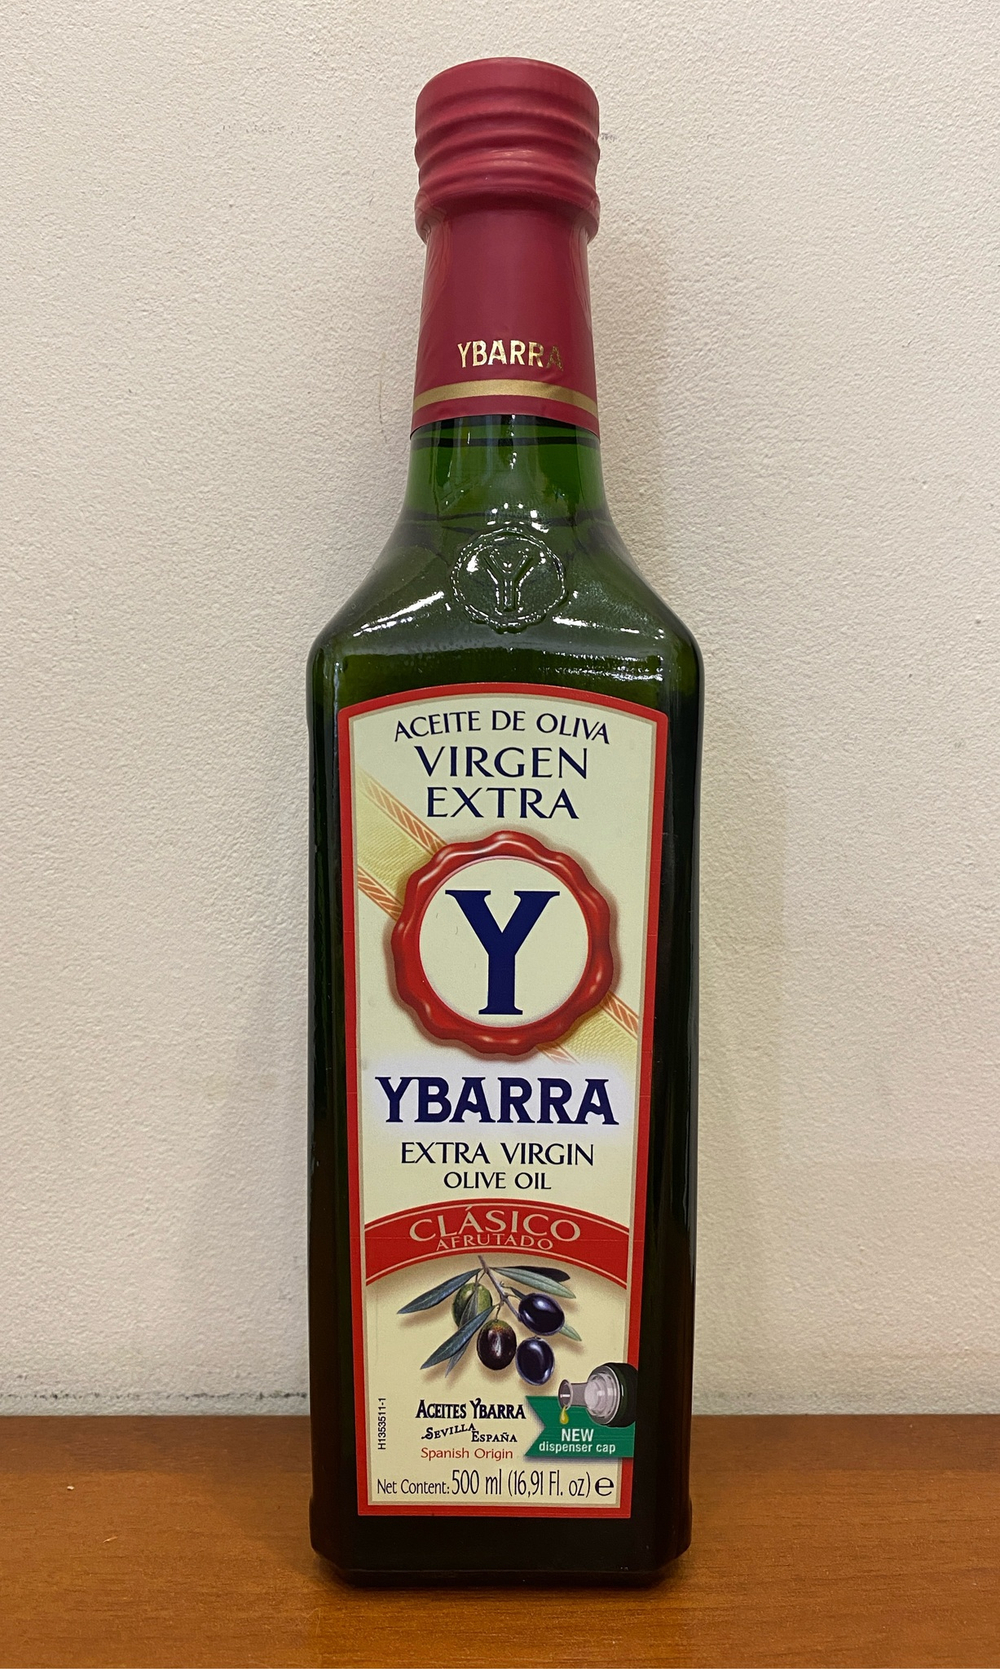 YBARRA
Y
ACEITE DE OLIVA
VIRGEN
EXTRA
Y
YBARRA
EXTRA VIRGIN
OLIVE OIL
CLÁSICO
AFRUTADO
H1353511-1
ACEITES YBARRA
SEVILLA ESPAÑA
Spanish Origin
NEW
dispenser cap
Net Content: 500 ml (16,91 Fl. oz) ℮